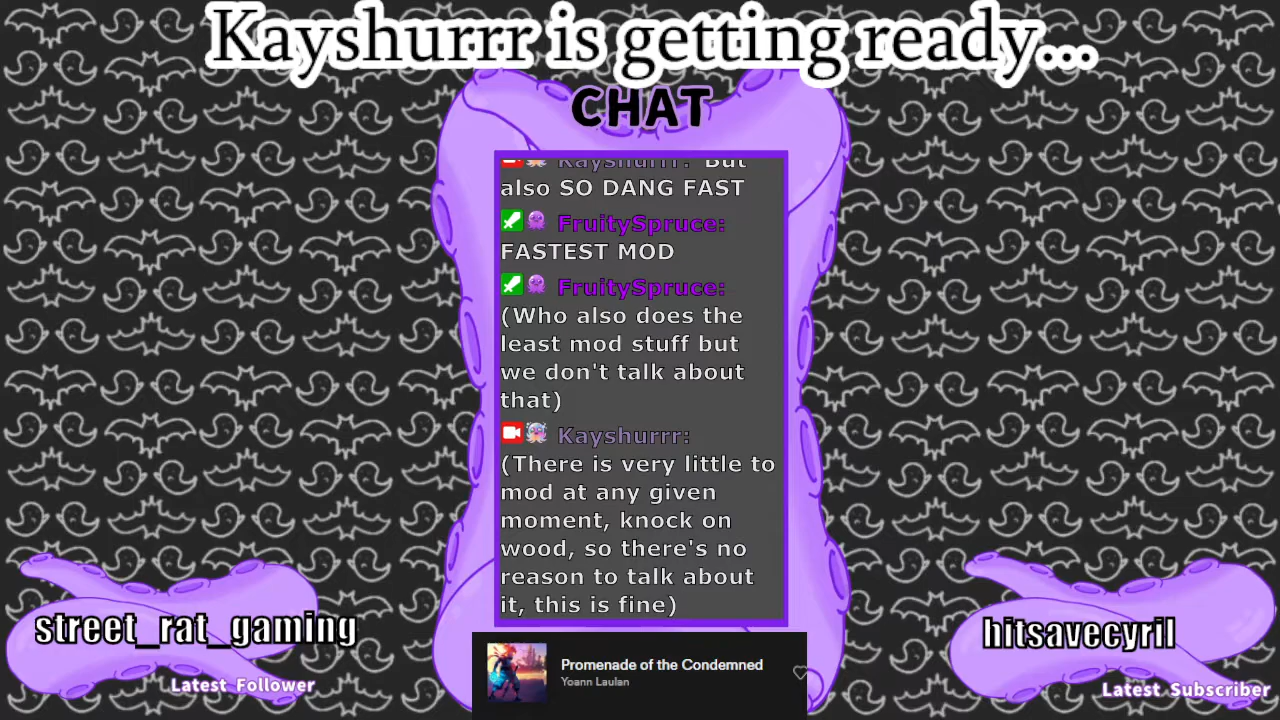 Kayshurrr is getting ready...
CHAT
Kayshurrr: But
also SO DANG FAST
FruitySpruce:
FASTEST MOD
FruitySpruce:
(Who also does the
least mod stuff but
we don't talk about
that)
Kayshurrr:
(There is very little to
mod at any given
moment, knock on
wood, so there's no
reason to talk about
it, this is fine)
street_rat_gaming
Latest Follower
hitsavecyril
Latest Subscriber
Promenade of the Condemned
Yoann Laulan